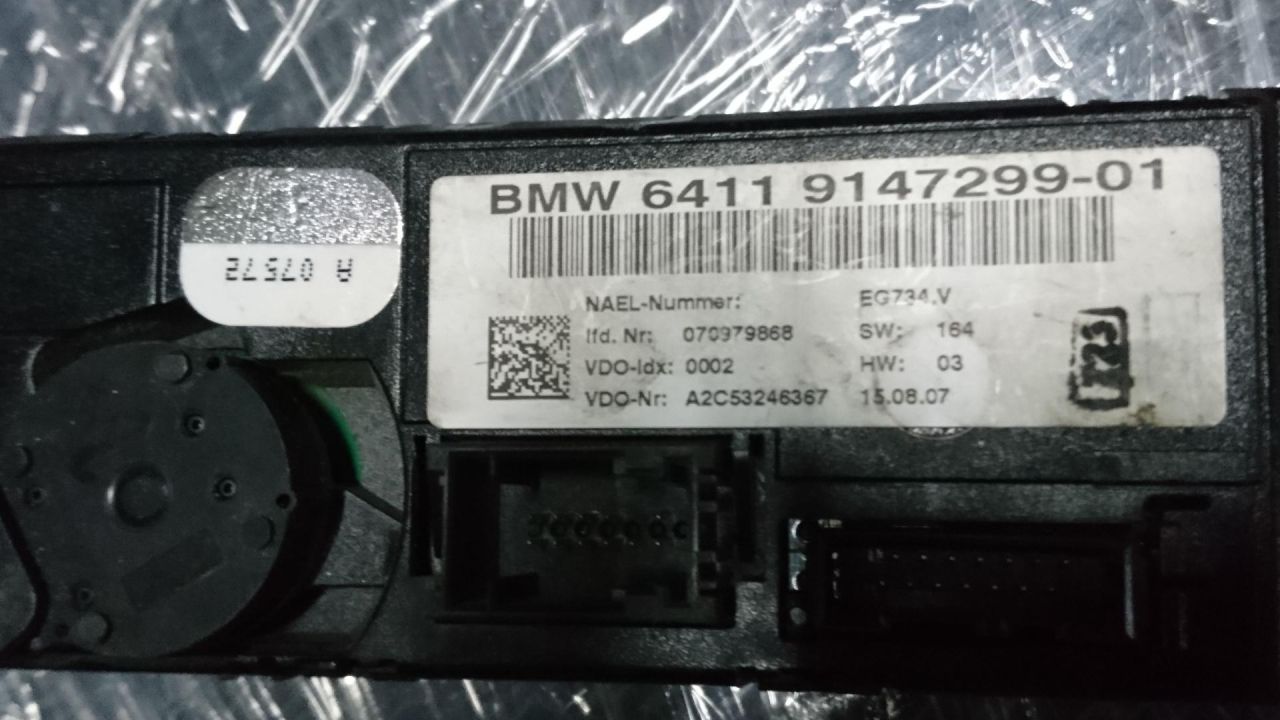 BMW 6411 9147299-01
A 07572
NAEL-Nummer: EG734.V
lfd. Nr: 070979868 SW: 164
VDO-Idx: 0002 HW: 03
VDO-Nr: A2C53246367 15.08.07